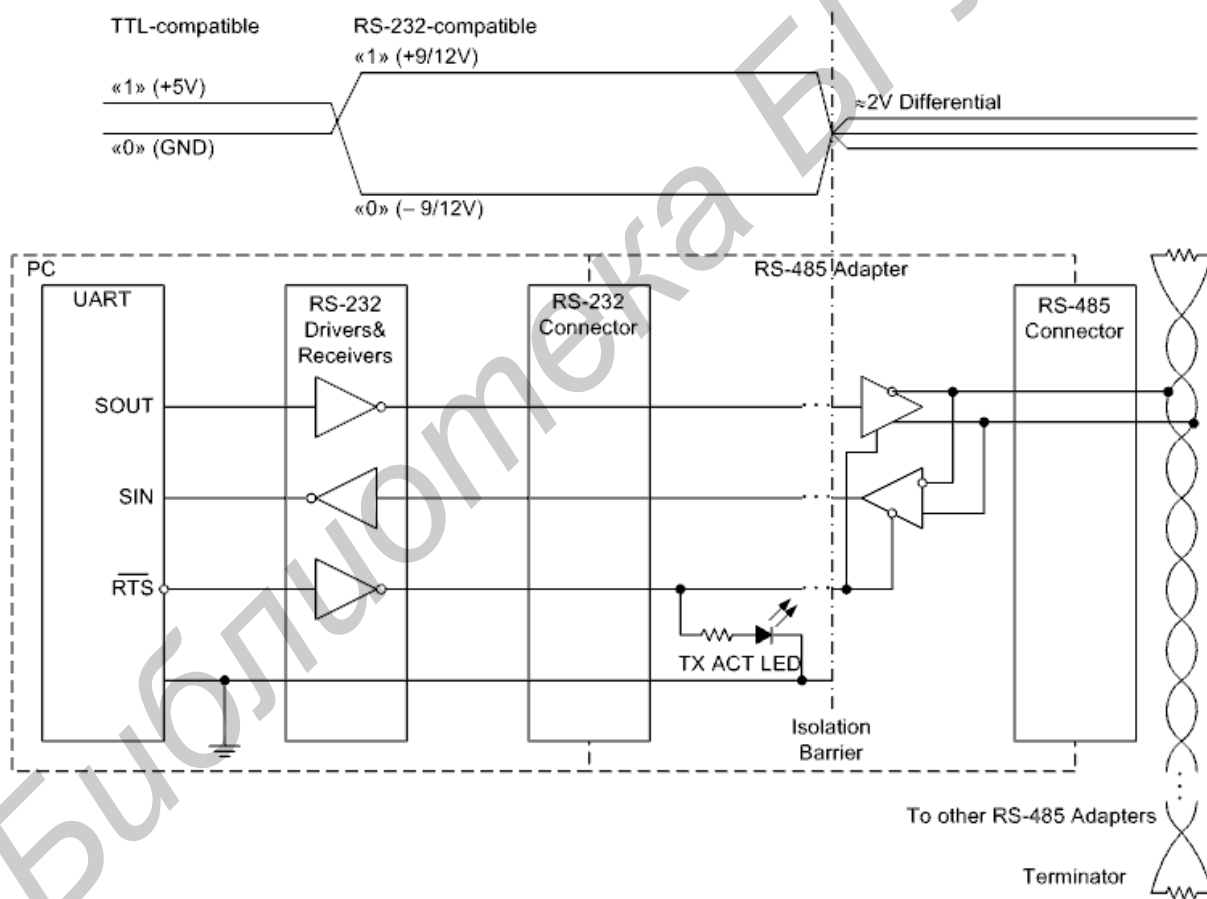 TTL-compatible
RS-232-compatible
«1» (+9/12V)
«1» (+5V)
≈2V Differential
«0» (GND)
«0» (– 9/12V)
PC
RS-485 Adapter
UART
RS-232
Drivers&
Receivers
RS-232
Connector
RS-485
Connector
SOUT
SIN
RTS
TX ACT LED
Isolation
Barrier
To other RS-485 Adapters
Terminator
Библиотека БГУ